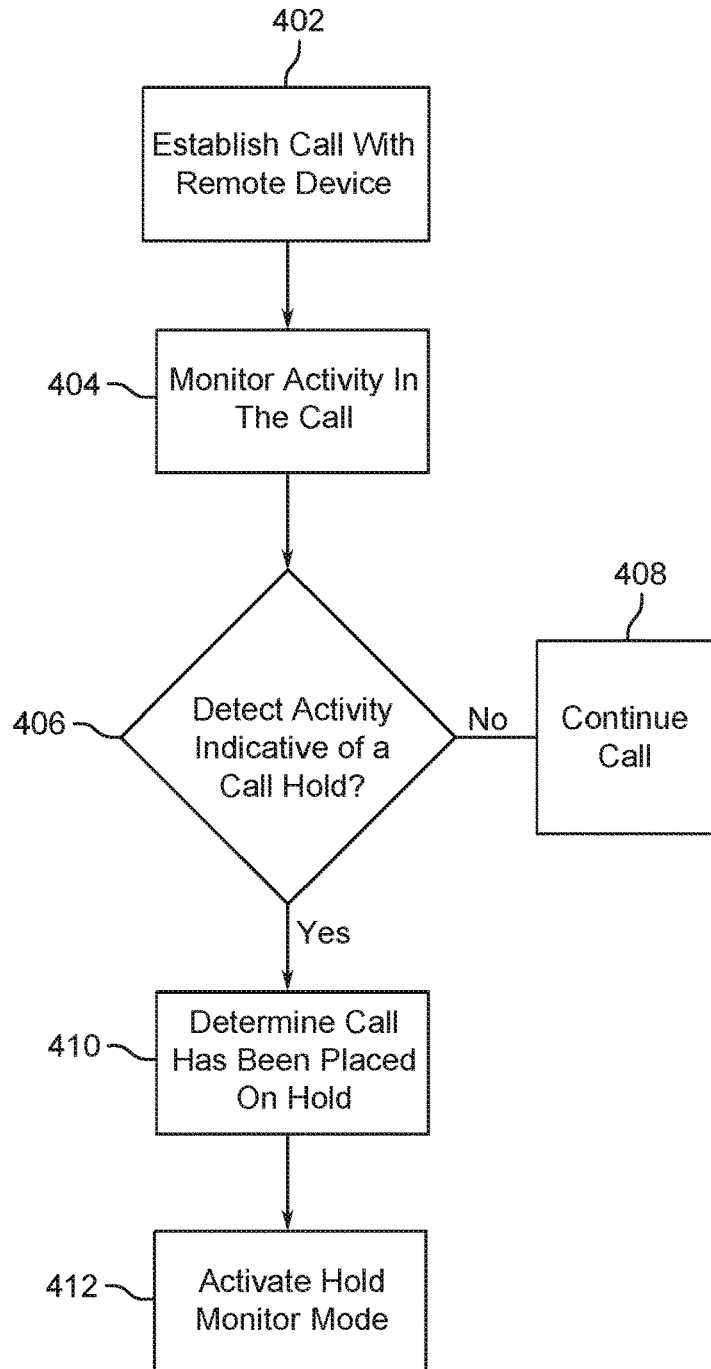 402
Establish Call With
Remote Device
404
Monitor Activity In
The Call
408
406
Detect Activity
Indicative of a
Call Hold?
No
Continue
Call
Yes
410
Determine Call
Has Been Placed
On Hold
412
Activate Hold
Monitor Mode